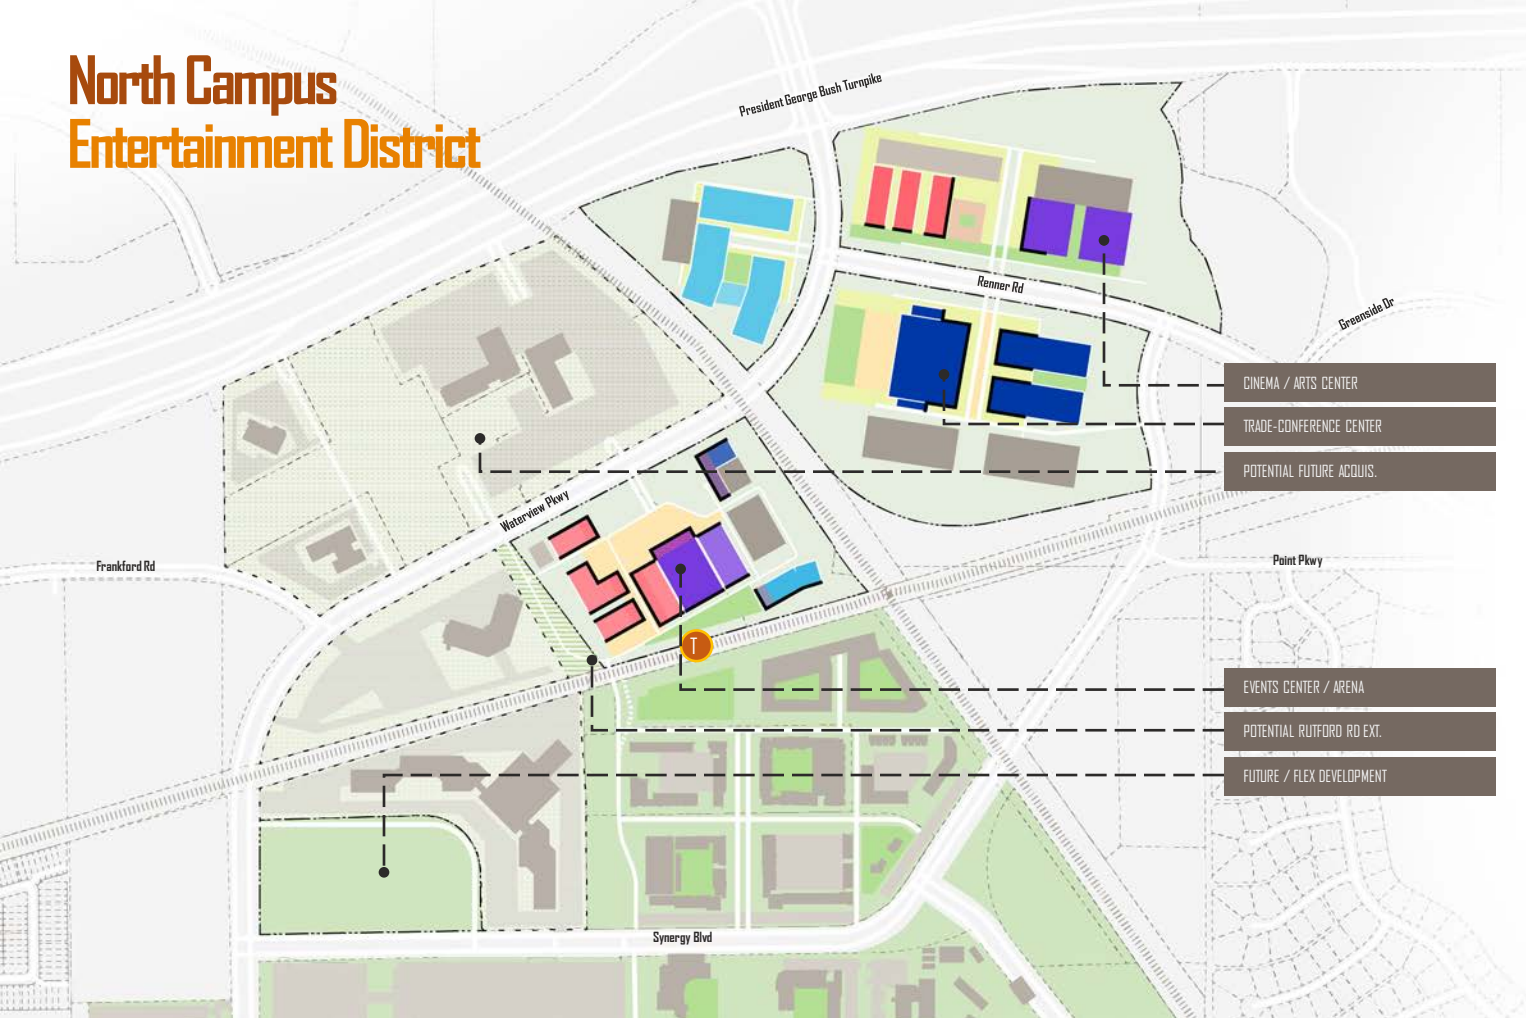 North Campus
Entertainment District
President George Bush Turnpike
Renner Rd
Greenside Dr
CINEMA / ARTS CENTER
TRADE-CONFERENCE CENTER
POTENTIAL FUTURE ACQUIS.
Waterview Pkwy
Frankford Rd
Point Pkwy
T
EVENTS CENTER / ARENA
POTENTIAL RUTFORD RD EXT.
FUTURE / FLEX DEVELOPMENT
Synergy Blvd